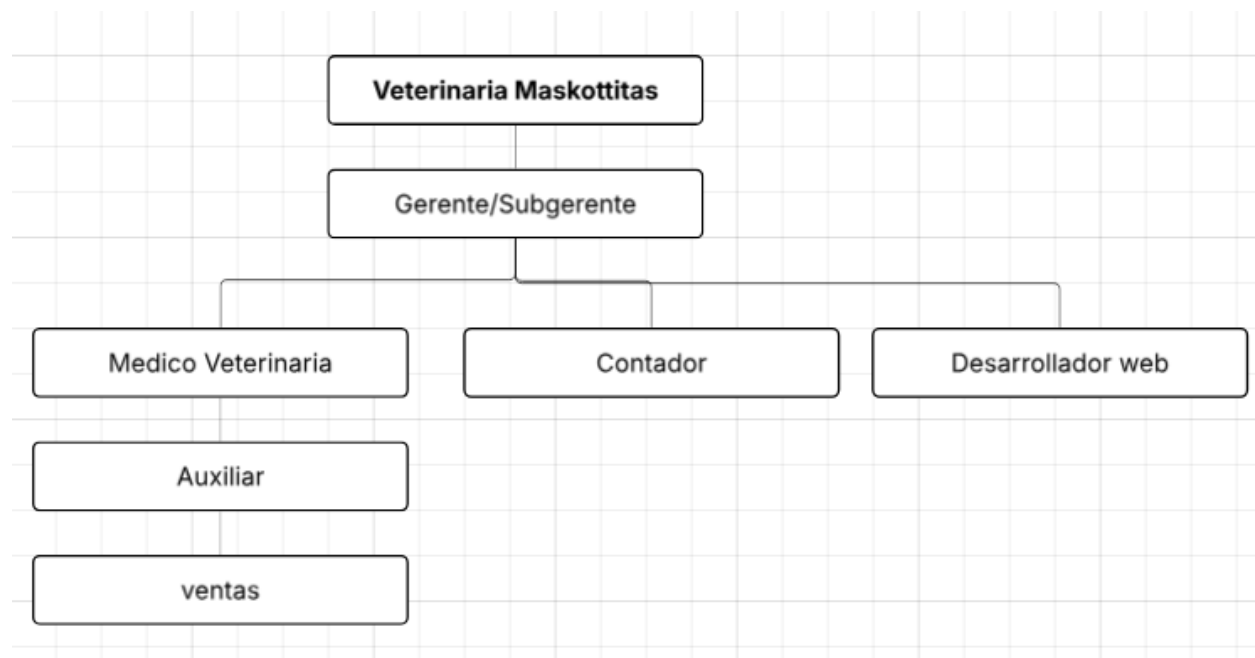 Veterinaria Maskottitas
Gerente/Subgerente
Medico Veterinaria
Contador
Desarrollador web
Auxiliar
ventas